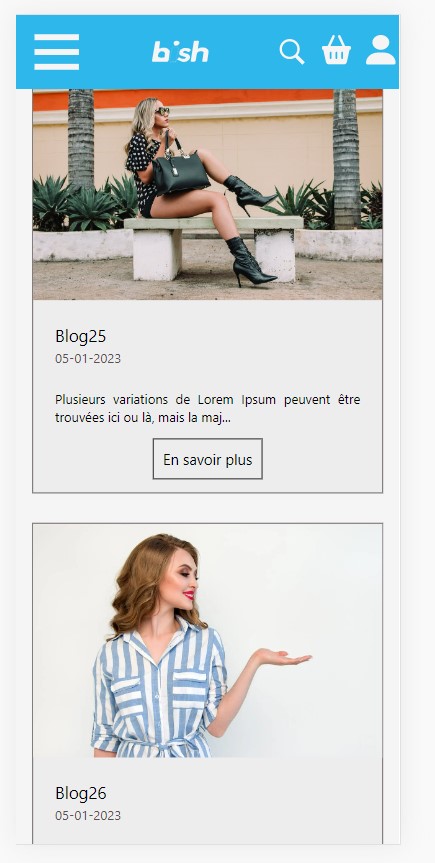 bish
Blog25
05-01-2023
Plusieurs variations de Lorem Ipsum peuvent être
trouvées ici ou là, mais la maj...
En savoir plus
Blog26
05-01-2023